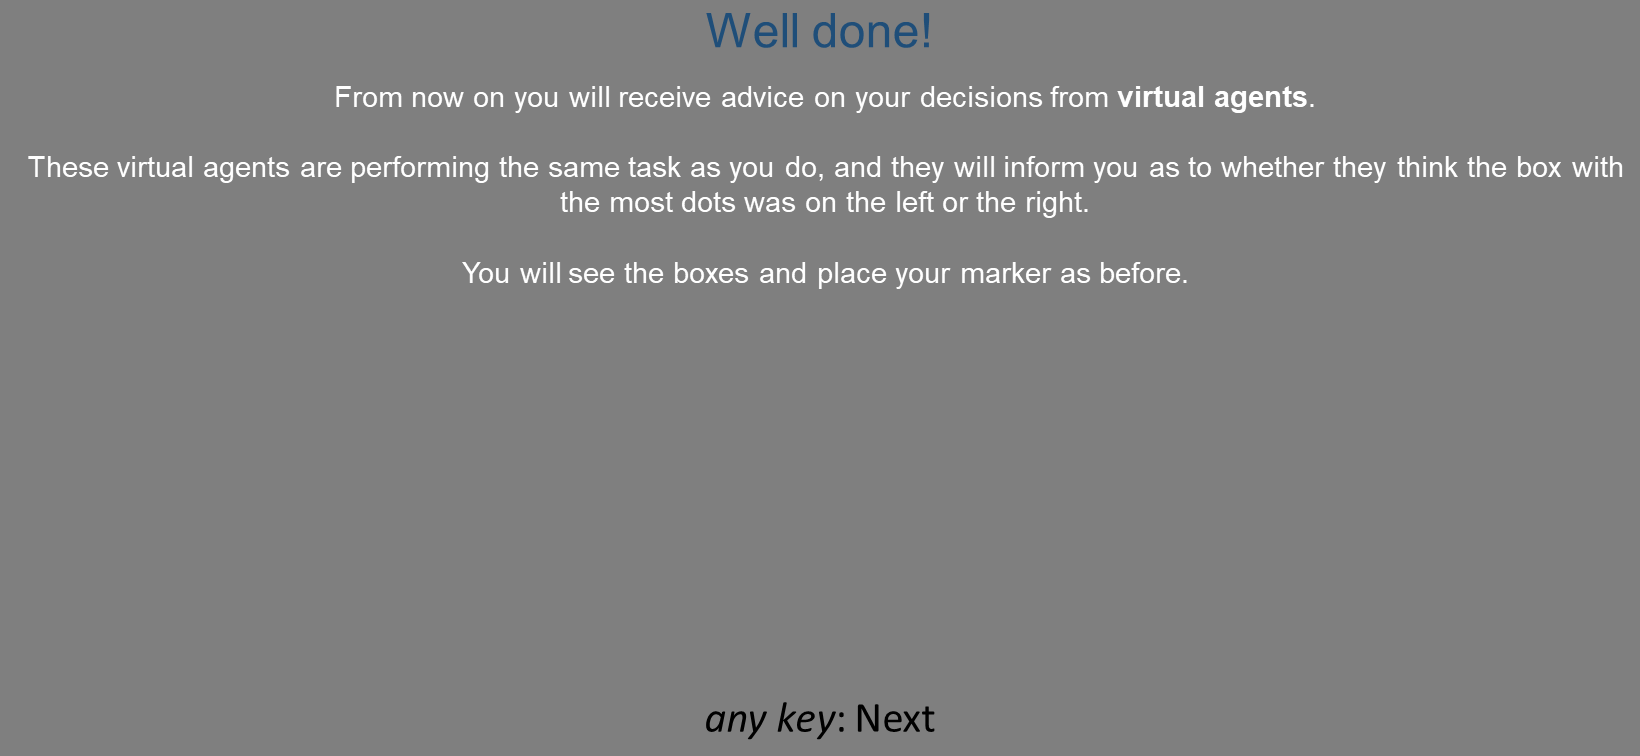 Well done!
From now on you will receive advice on your decisions from virtual agents.
These virtual agents are performing the same task as you do, and they will inform you as to whether they think the box with
the most dots was on the left or the right.
You will see the boxes and place your marker as before.
any key: Next